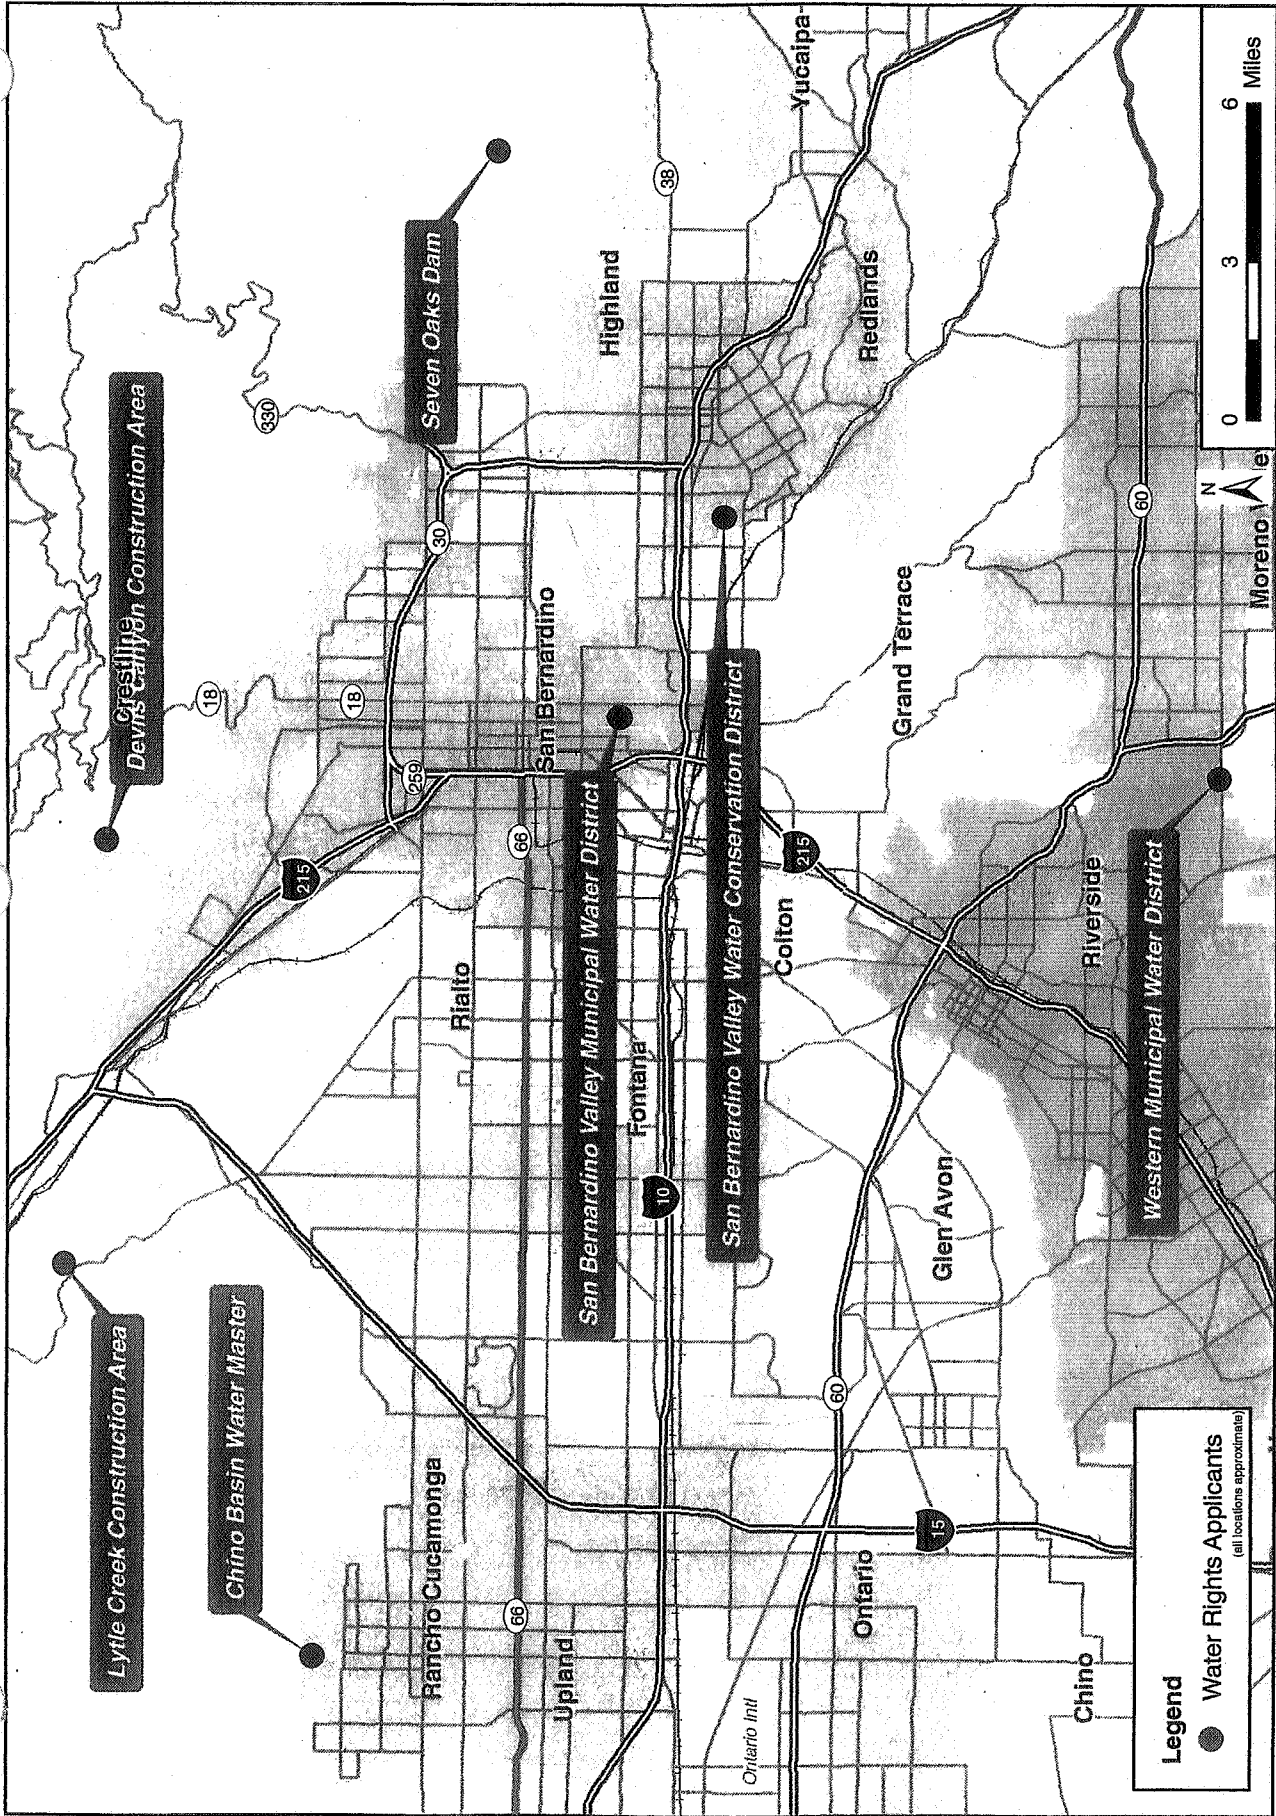 Lytle Creek Construction Area
Devils Canyon Construction Area
Crestline
Chino Basin Water Master
18
330
Seven Oaks Dam
215
18
259
30
Rancho Cucamonga
Rialto
66
66
San Bernardino
Upland
San Bernardino Valley Municipal Water District
Highland
Fontana
10
38
San Bernardino Valley Water Conservation District
Ontario Intl
Colton
215
Yucaipa
60
Ontario
Redlands
Grand Terrace
15
Glen Avon
Chino
Riverside
60
Western Municipal Water District
Moreno
N
0 3 6
Miles
Legend
Water Rights Applicants
(all locations approximate)